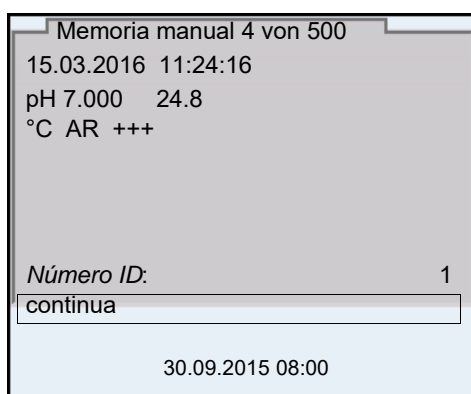 Memoria manual 4 von 500
15.03.2016 11:24:16
pH 7.000 24.8
°C AR +++
Número ID: 1
continua
30.09.2015 08:00